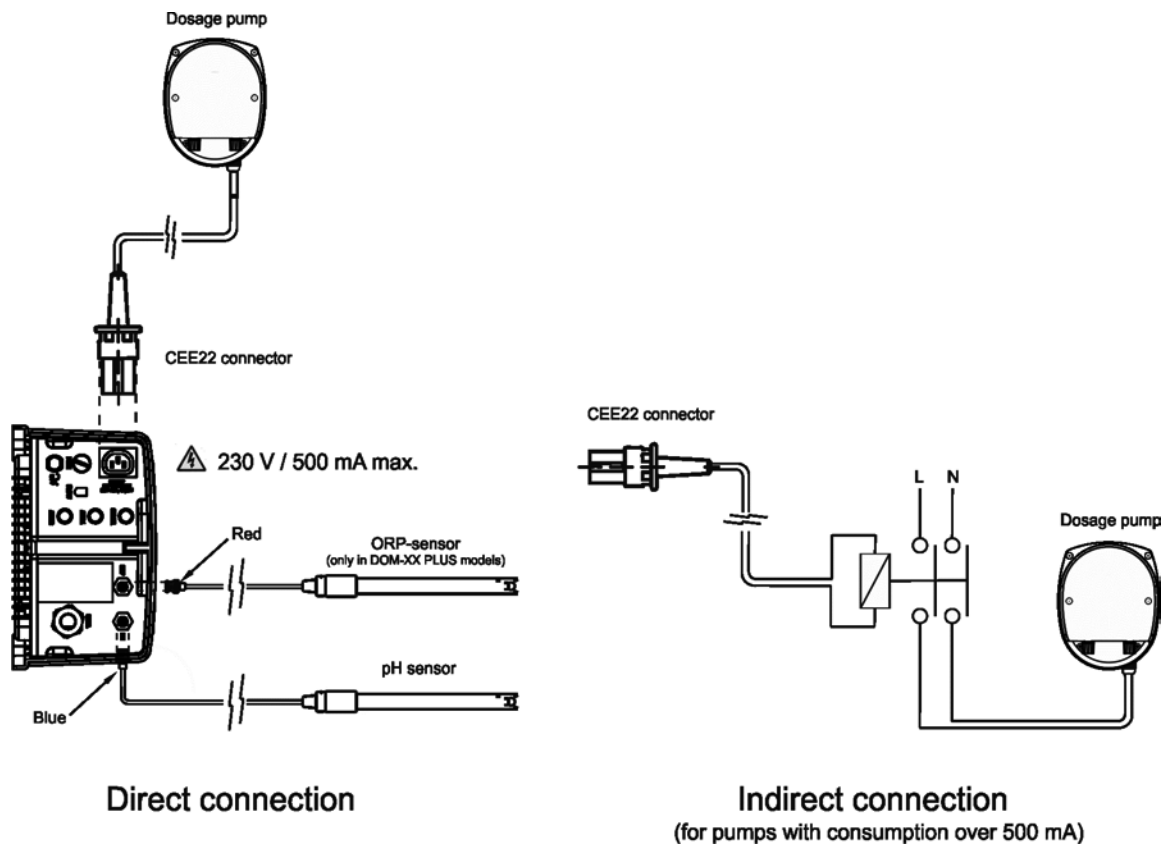 Dosage pump
CEE22 connector
230 V / 500 mA max.
Red
ORP-sensor
(only in DOM-XX PLUS models)
pH sensor
Blue
Direct connection
CEE22 connector
L N
Dosage pump
Indirect connection
(for pumps with consumption over 500 mA)